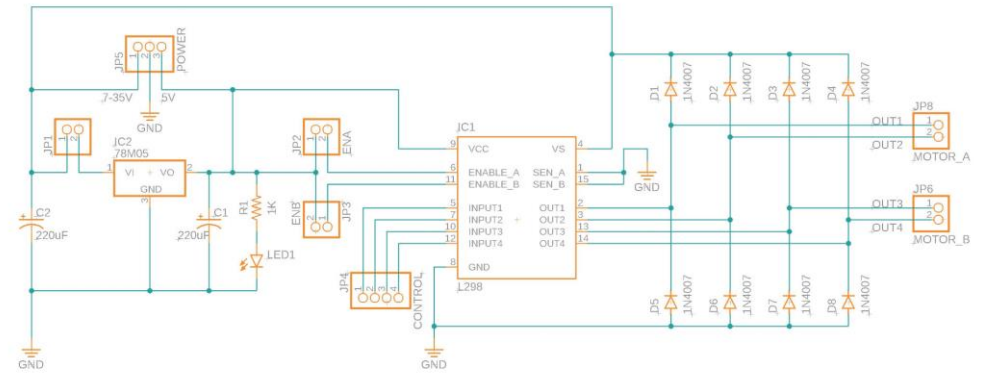 JP5
1 2 3
POWER
7-35V
5V
GND
JP1
1 2
IC2
78M05
1 VI VO 2
GND
3
C2
220uF
C1
220uF
R1
1K
LED1
GND
JP2
1 2
ENA
ENB
2 1
JP3
JP4
1 2 3 4
CONTROL
IC1
9 VCC VS 4
6 ENABLE_A SEN_A 1
11 ENABLE_B SEN_B 15
GND
5 INPUT1 OUT1 2
7 INPUT2 OUT2 3
10 INPUT3 OUT3 13
12 INPUT4 OUT4 14
8 GND
L298
GND
D1 1N4007
D2 1N4007
D3 1N4007
D4 1N4007
D5 1N4007
D6 1N4007
D7 1N4007
D8 1N4007
JP8
OUT1 1
OUT2 2
MOTOR_A
JP6
OUT3 1
OUT4 2
MOTOR_B